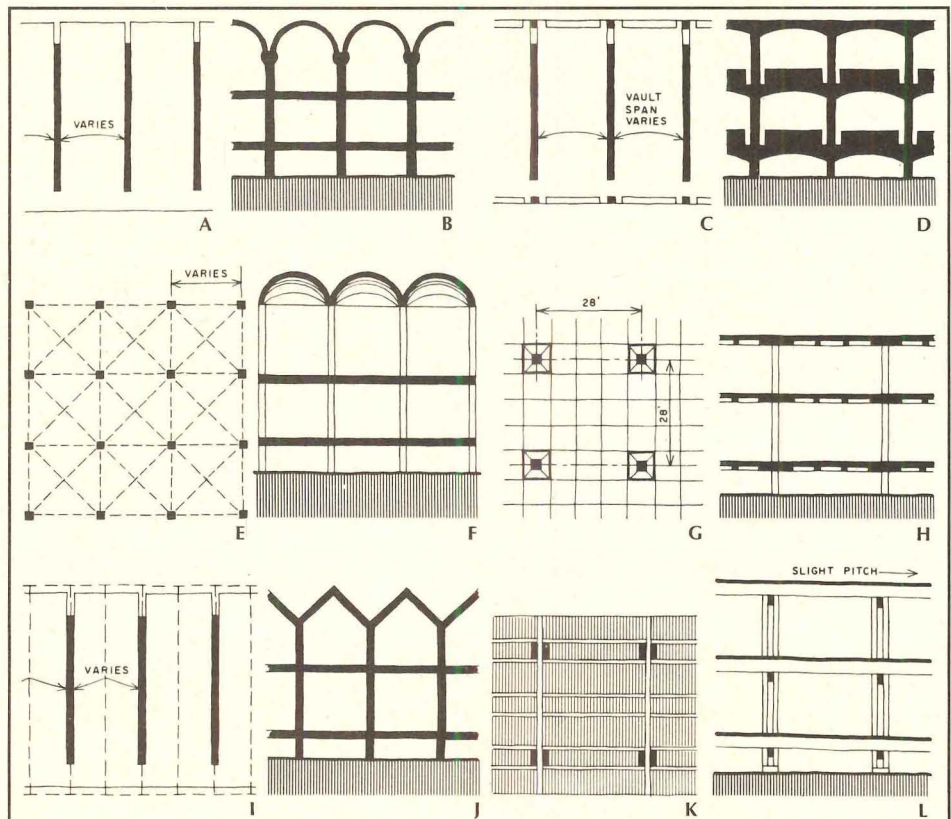 VARIES
A
B
VAULT
SPAN
VARIES
C
D
VARIES
E
F
28'
28'
G
H
VARIES
I
J
K
SLIGHT PITCH
L